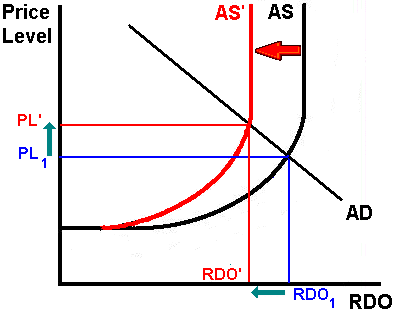 Price
Level
AS'
AS
PL'
PL1
AD
RDO'
RDO1
RDO